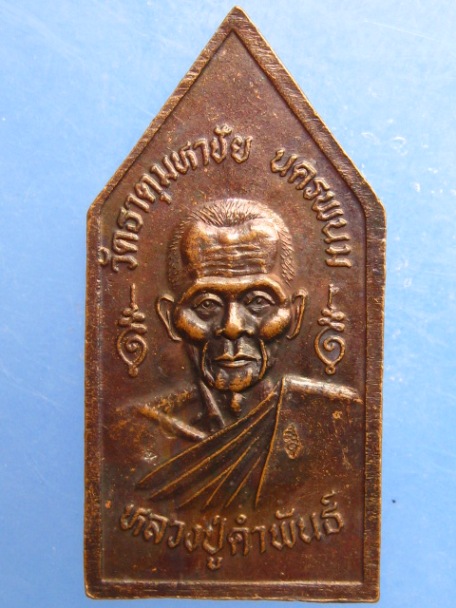 วัดธาตุมหาชัย นครพนม
หลวงปู่คำพันธ์